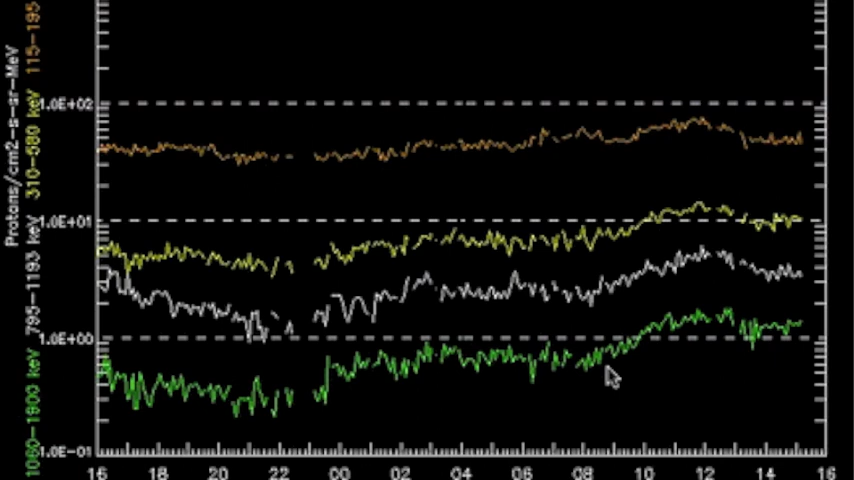 Protons/cm2-s-sr-MeV
115-195
310-580 keV
795-1193 keV
1060-1900 keV
1.0E+02
1.0E+01
1.0E+00
1.0E-01
16 18 20 22 00 02 04 06 08 10 12 14 16